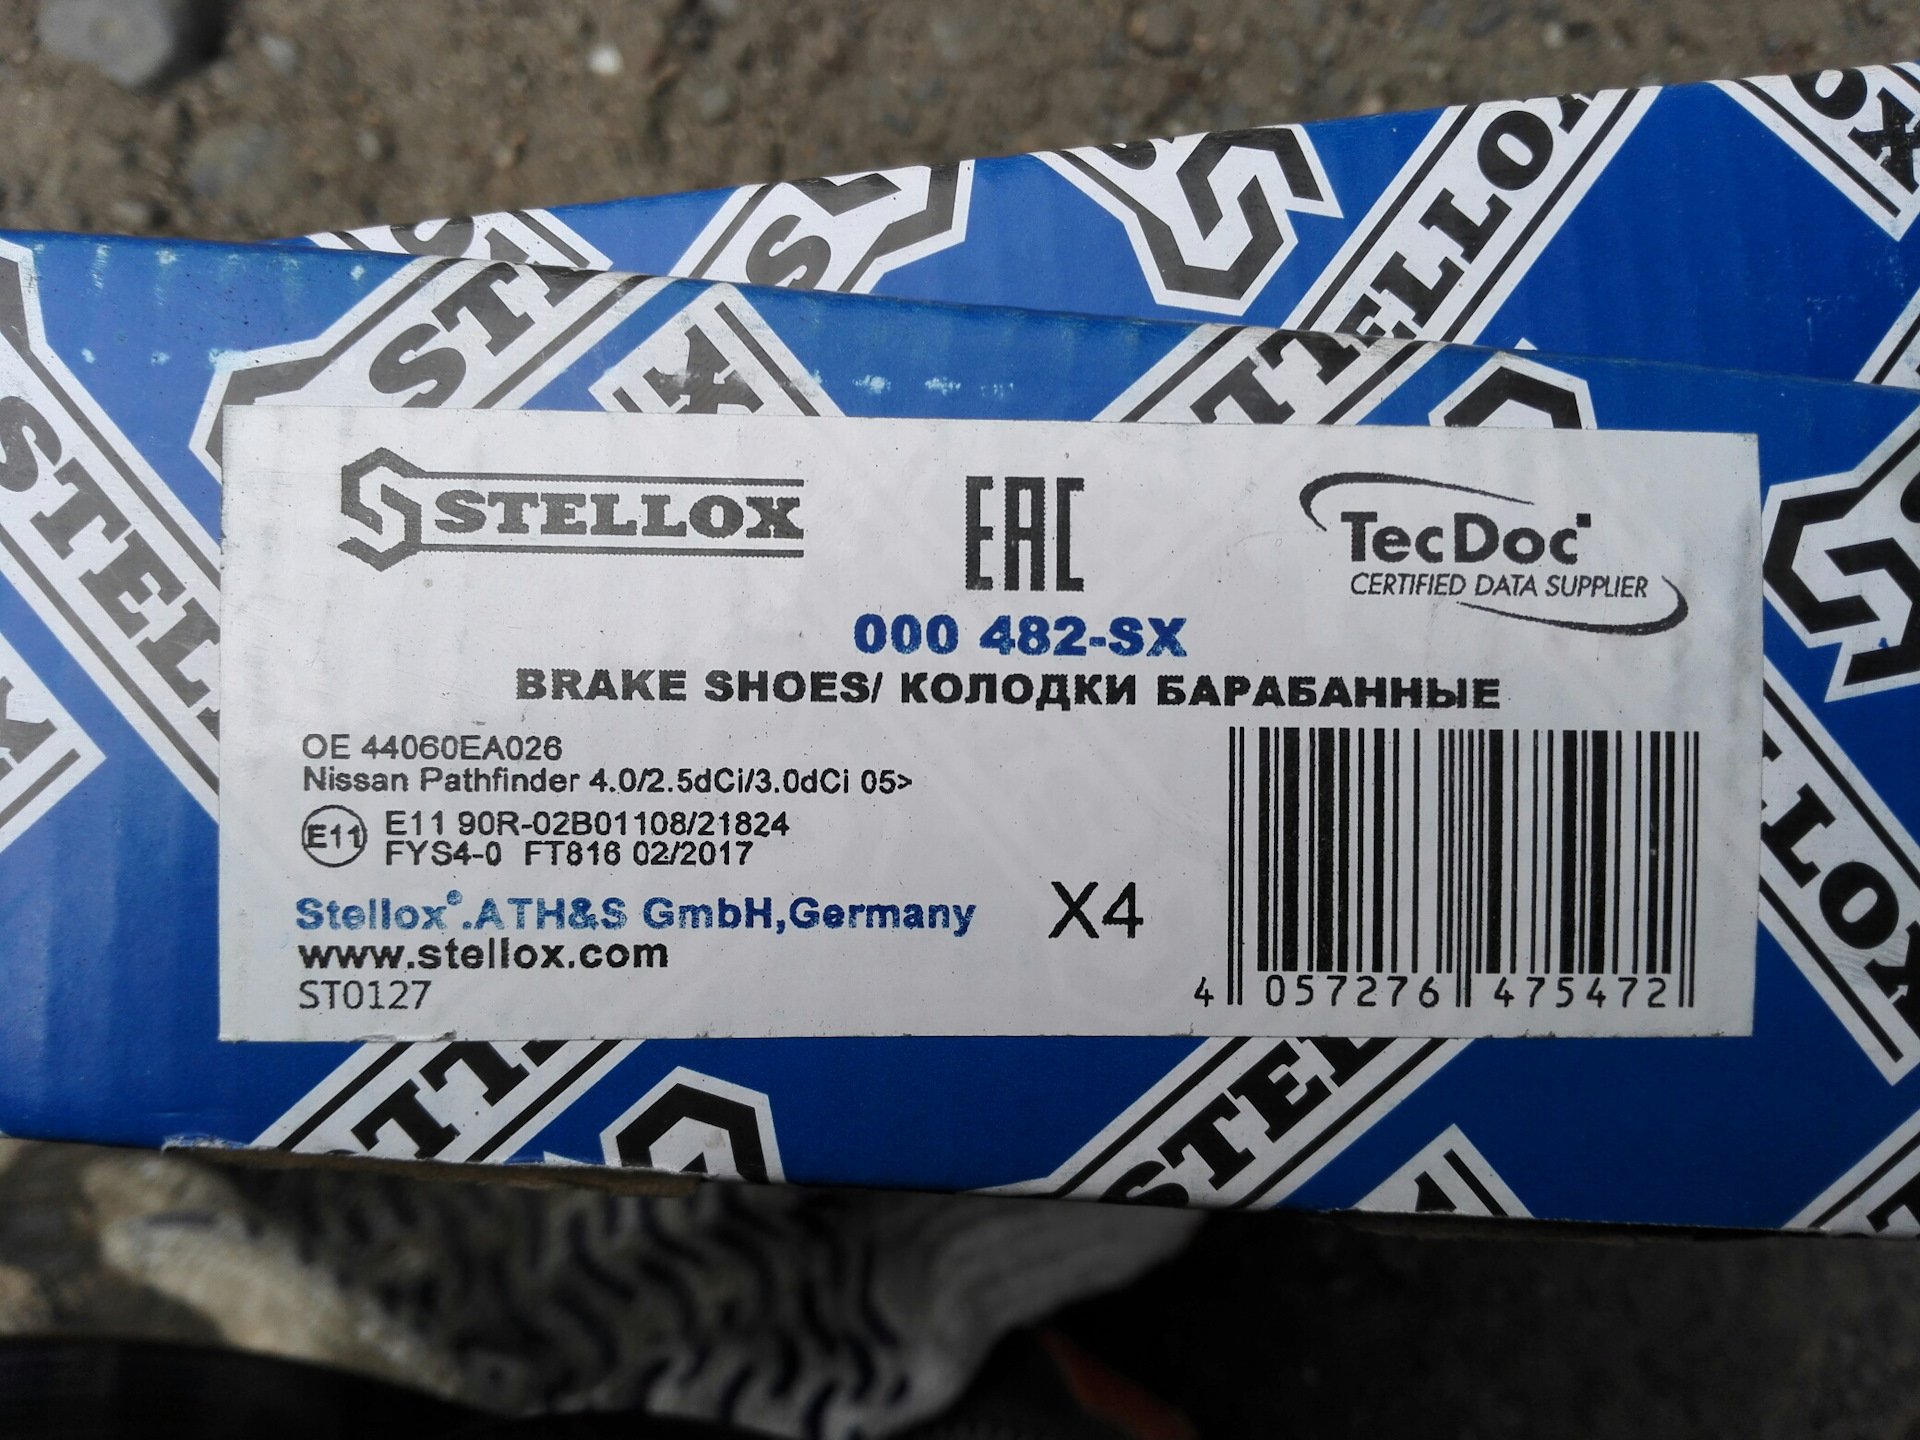 STELLOX
EAC
TecDoc
CERTIFIED DATA SUPPLIER
000 482-SX
BRAKE SHOES/ КОЛОДКИ БАРАБАННЫЕ
OE 44060EA026
Nissan Pathfinder 4.0/2.5dCi/3.0dCi 05>
E11
E11 90R-02B01108/21824
FYS4-0 FT816 02/2017
Stellox®.ATH&S GmbH,Germany
X4
www.stellox.com
ST0127
4 057276 475472
STELLOX